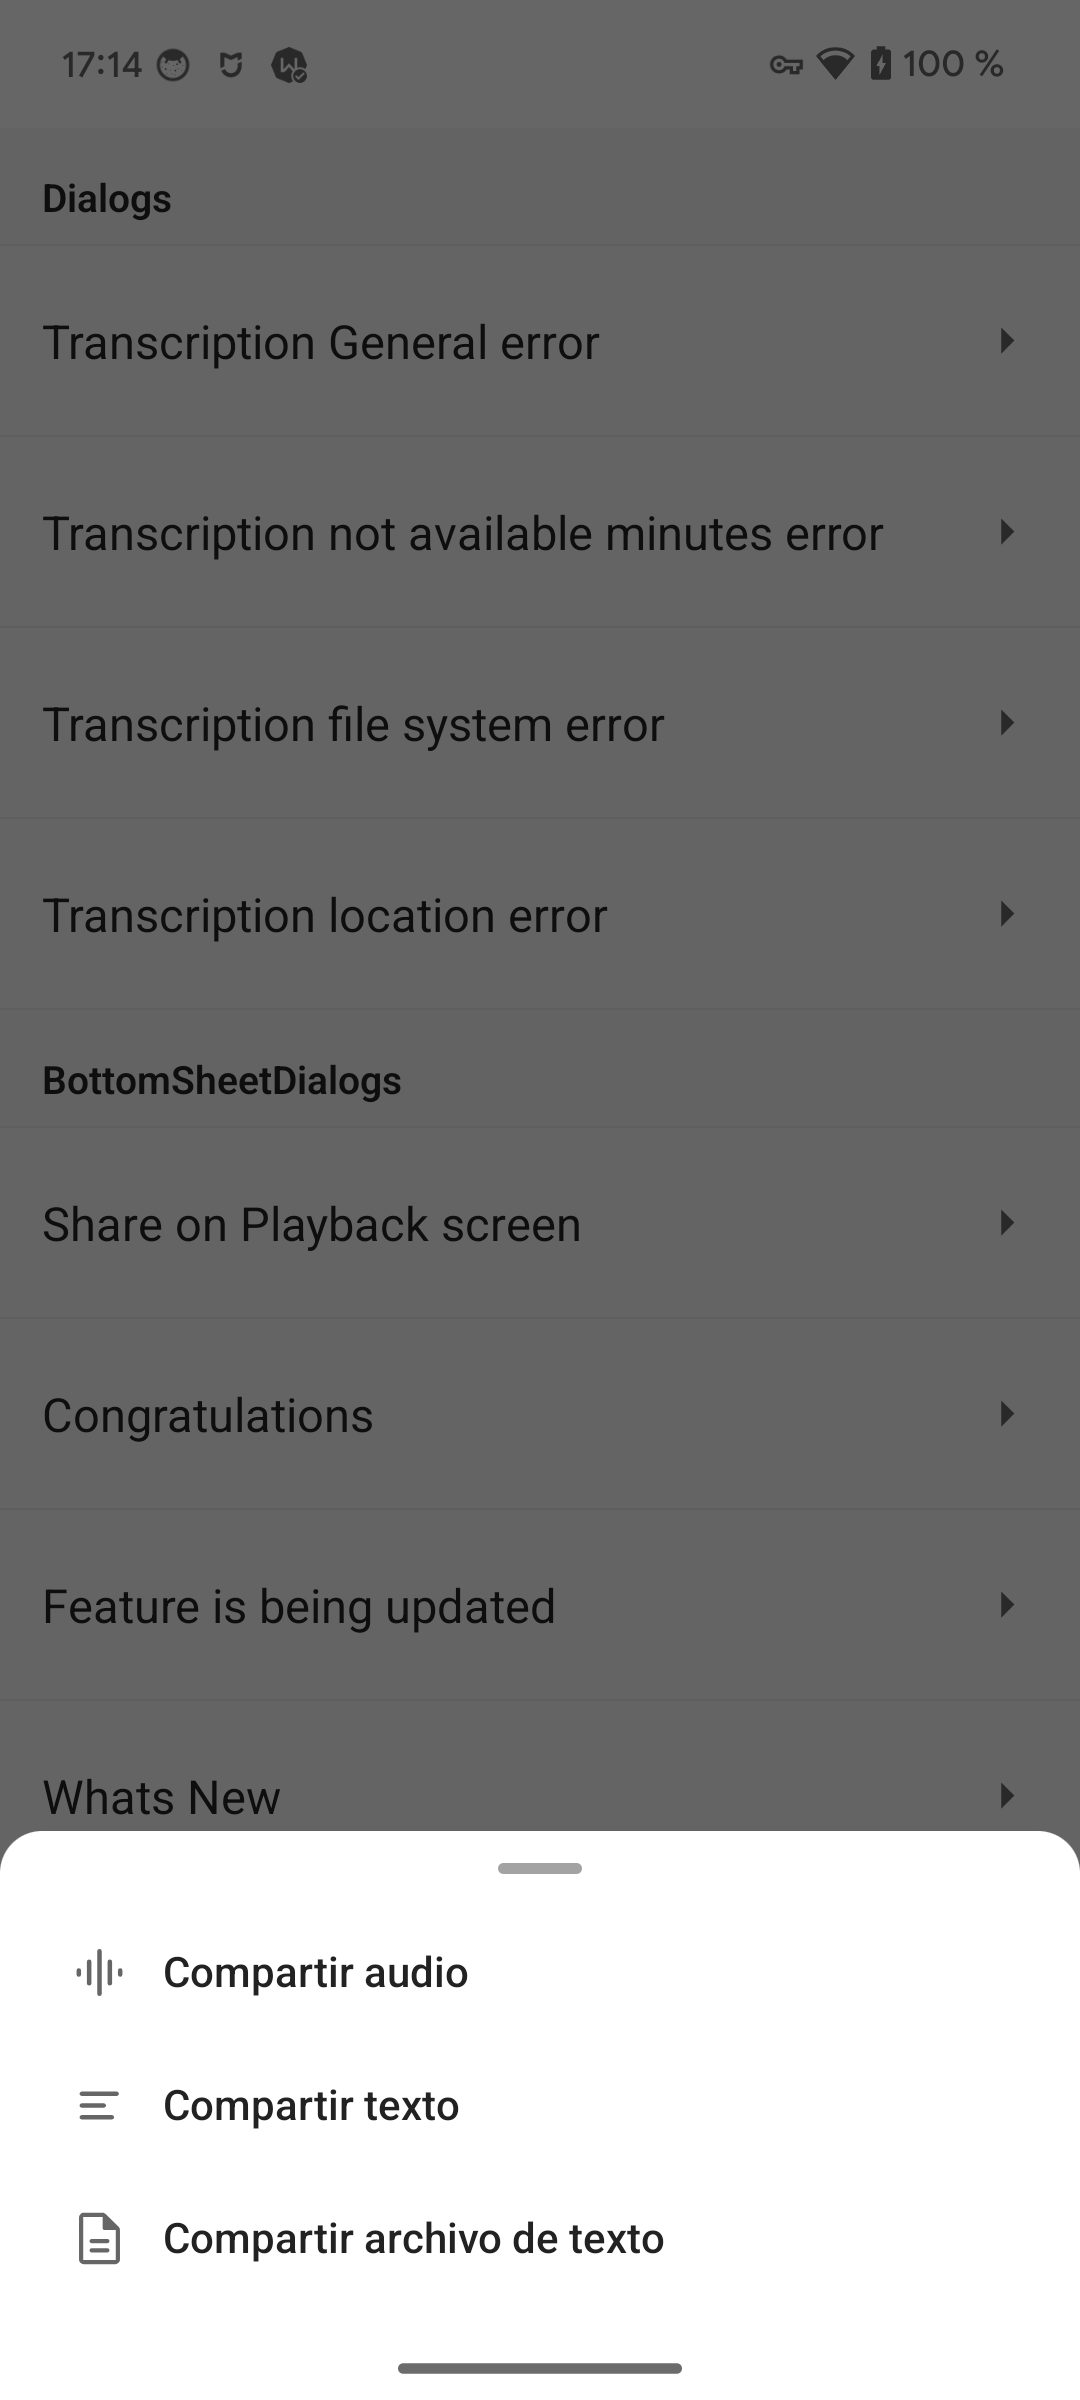 17:14
100 %
Dialogs
Transcription General error
Transcription not available minutes error
Transcription file system error
Transcription location error
BottomSheetDialogs
Share on Playback screen
Congratulations
Feature is being updated
Whats New
Compartir audio
Compartir texto
Compartir archivo de texto